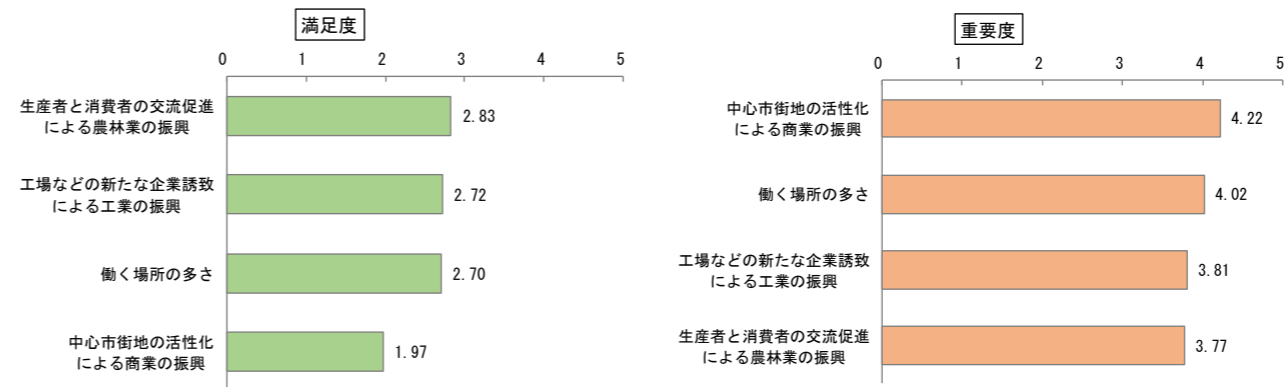 満足度
0 1 2 3 4 5
生産者と消費者の交流促進
による農林業の振興
2.83
工場などの新たな企業誘致
による工業の振興
2.72
働く場所の多さ
2.70
中心市街地の活性化
による商業の振興
1.97
重要度
0 1 2 3 4 5
中心市街地の活性化
による商業の振興
4.22
働く場所の多さ
4.02
工場などの新たな企業誘致
による工業の振興
3.81
生産者と消費者の交流促進
による農林業の振興
3.77